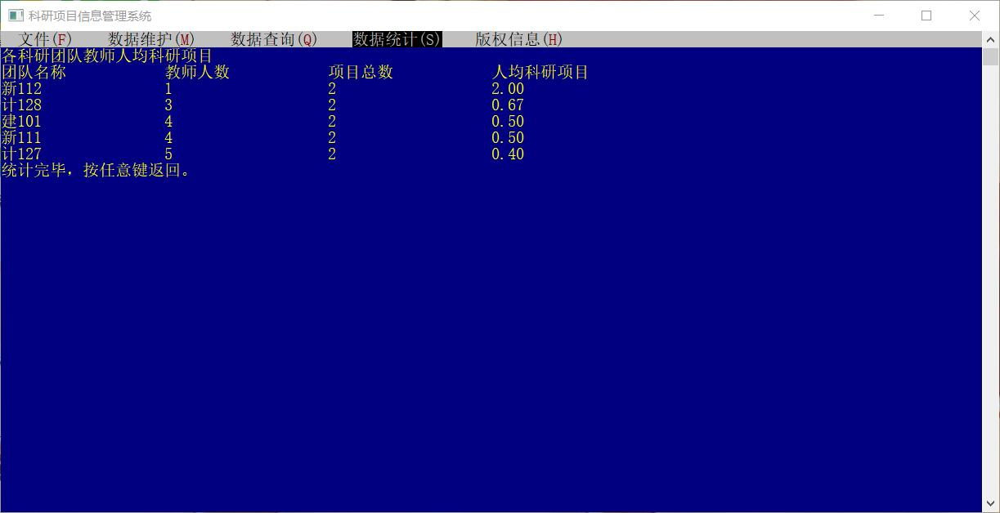 科研项目信息管理系统
文件(F) 数据维护(M) 数据查询(Q) 数据统计(S) 版权信息(H)
各科研团队教师人均科研项目
团队名称 教师人数 项目总数 人均科研项目
新112 1 2 2.00
计128 3 2 0.67
建101 4 2 0.50
新111 4 2 0.50
计127 5 2 0.40
统计完毕，按任意键返回。